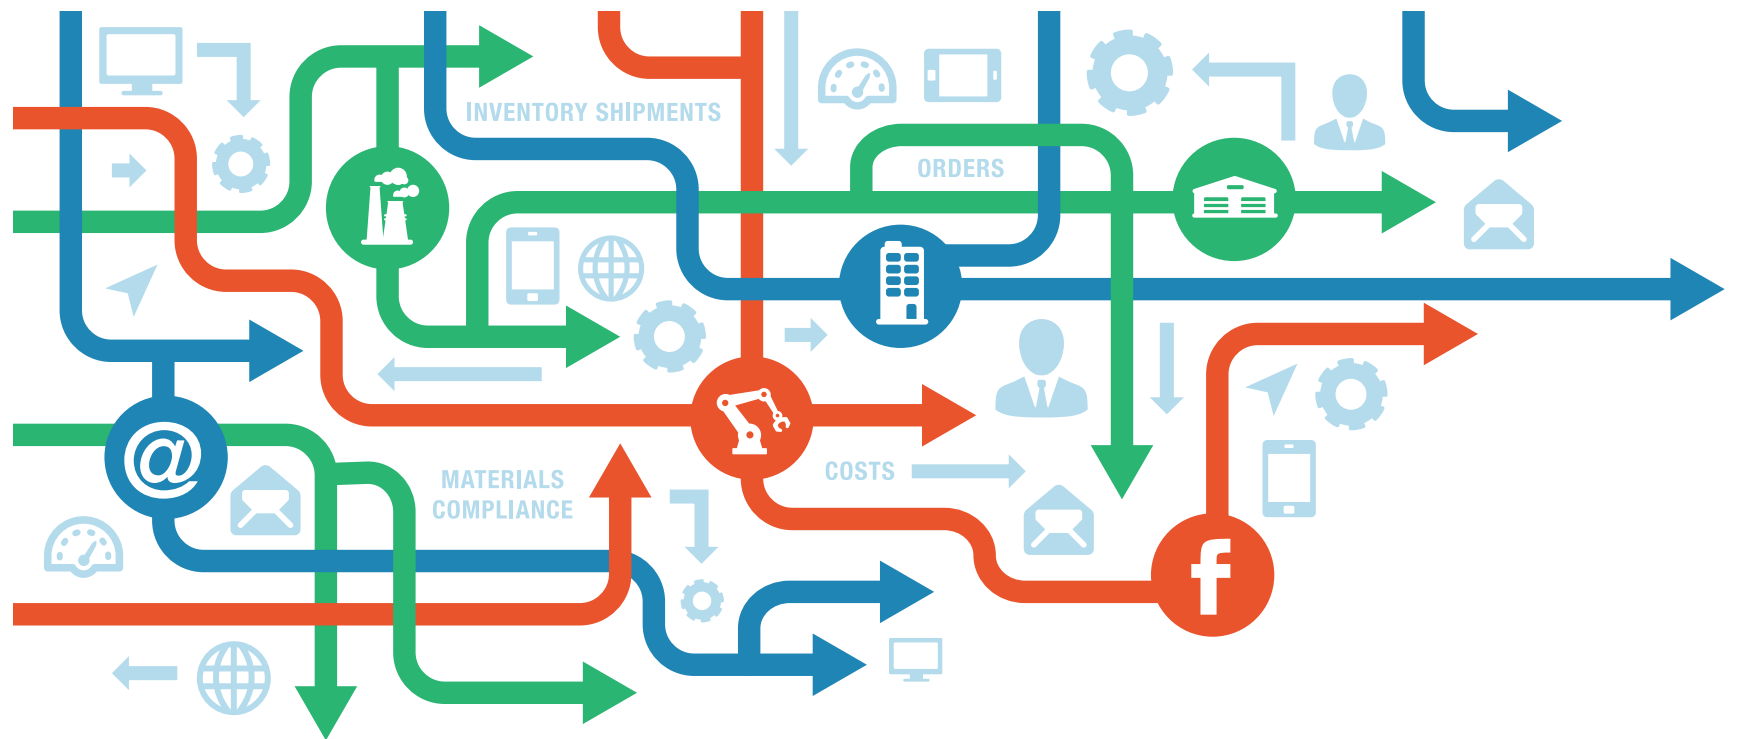 INVENTORY SHIPMENTS
ORDERS
@
MATERIALS
COMPLIANCE
COSTS
f